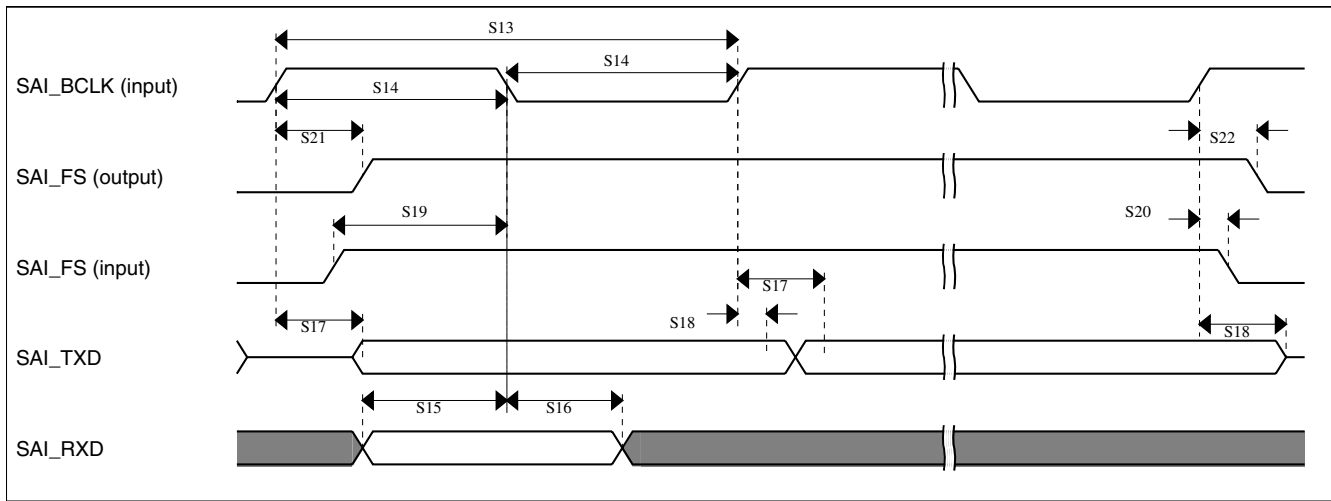 S13
SAI_BCLK (input)
S14
S14
S21
S22
SAI_FS (output)
S19
S20
SAI_FS (input)
S17
S17
S18
S18
SAI_TXD
S15
S16
SAI_RXD